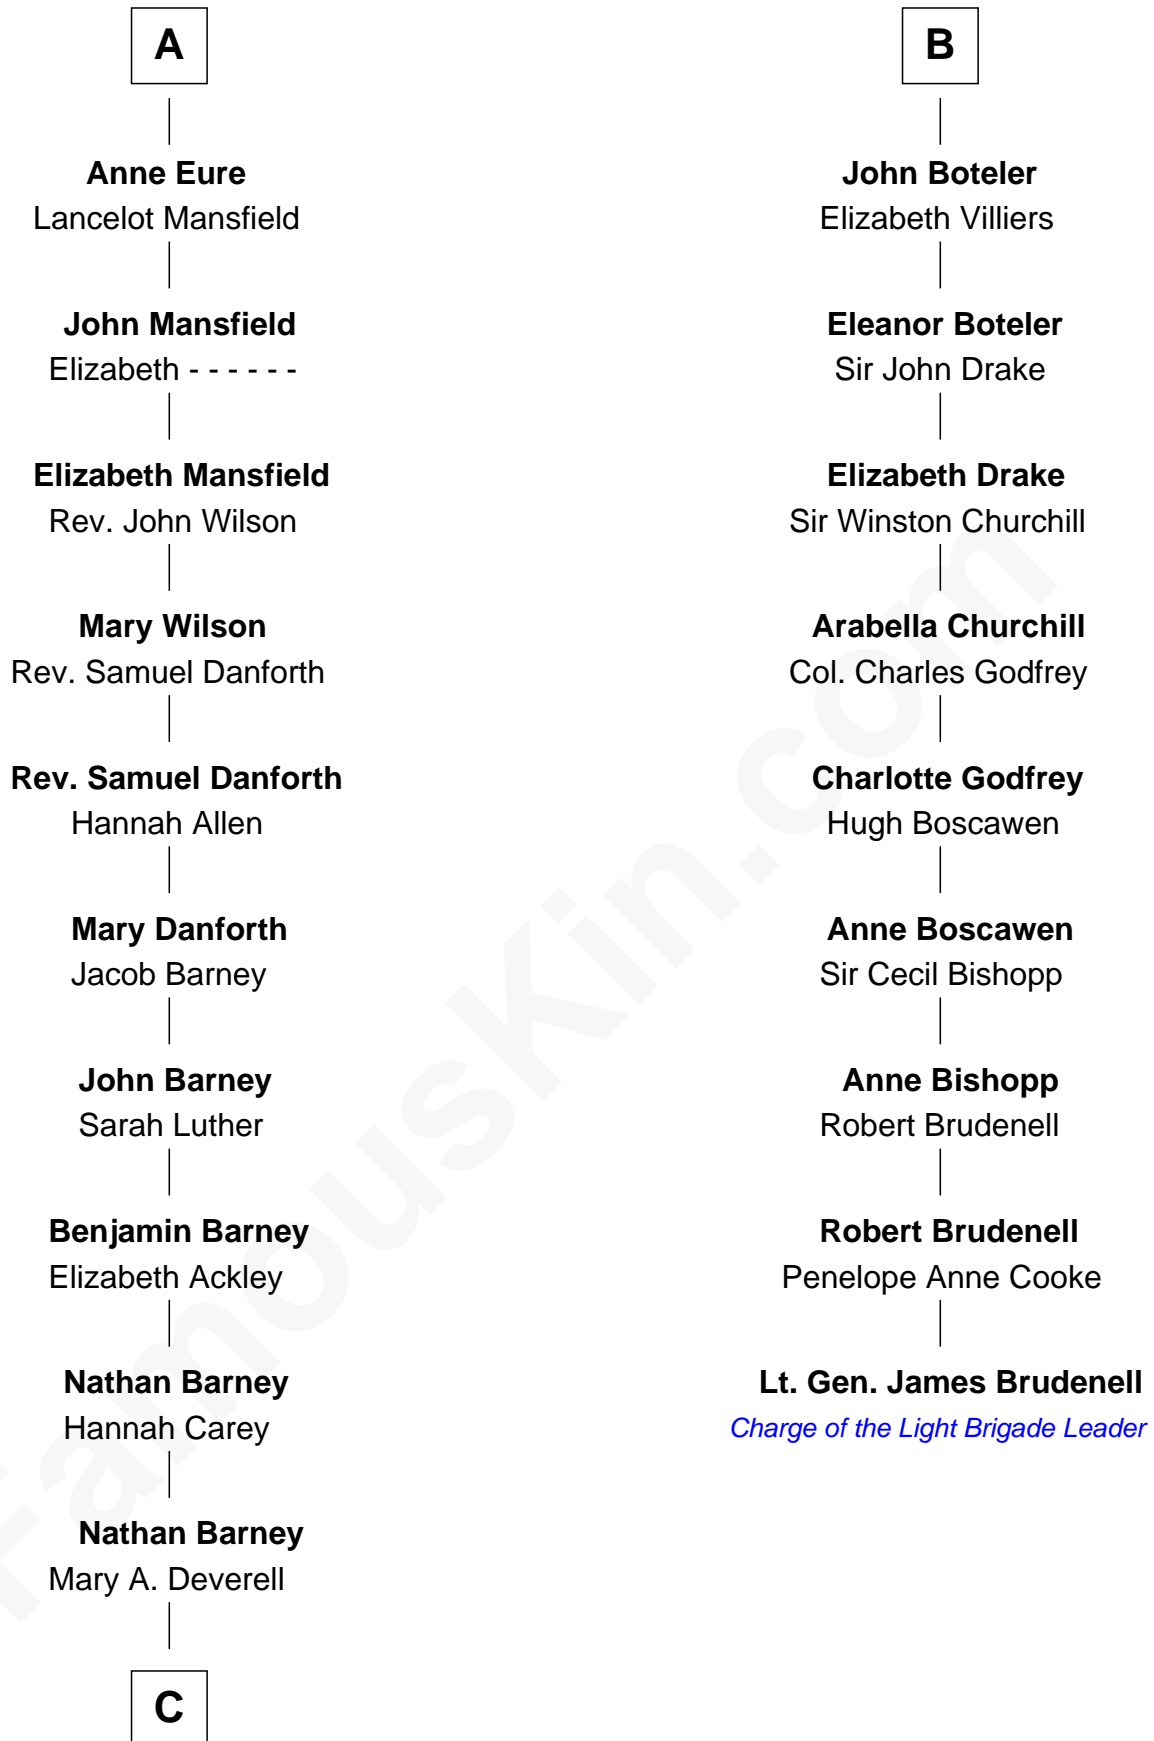 A
Anne Eure
Lancelot Mansfield
John Mansfield
Elizabeth - - - - - -
Elizabeth Mansfield
Rev. John Wilson
Mary Wilson
Rev. Samuel Danforth
Rev. Samuel Danforth
Hannah Allen
Mary Danforth
Jacob Barney
John Barney
Sarah Luther
Benjamin Barney
Elizabeth Ackley
Nathan Barney
Hannah Carey
Nathan Barney
Mary A. Deverell
C
B
John Boteler
Elizabeth Villiers
Eleanor Boteler
Sir John Drake
Elizabeth Drake
Sir Winston Churchill
Arabella Churchill
Col. Charles Godfrey
Charlotte Godfrey
Hugh Boscawen
Anne Boscawen
Sir Cecil Bishopp
Anne Bishopp
Robert Brudenell
Robert Brudenell
Penelope Anne Cooke
Lt. Gen. James Brudenell
Charge of the Light Brigade Leader
FamousKin.com